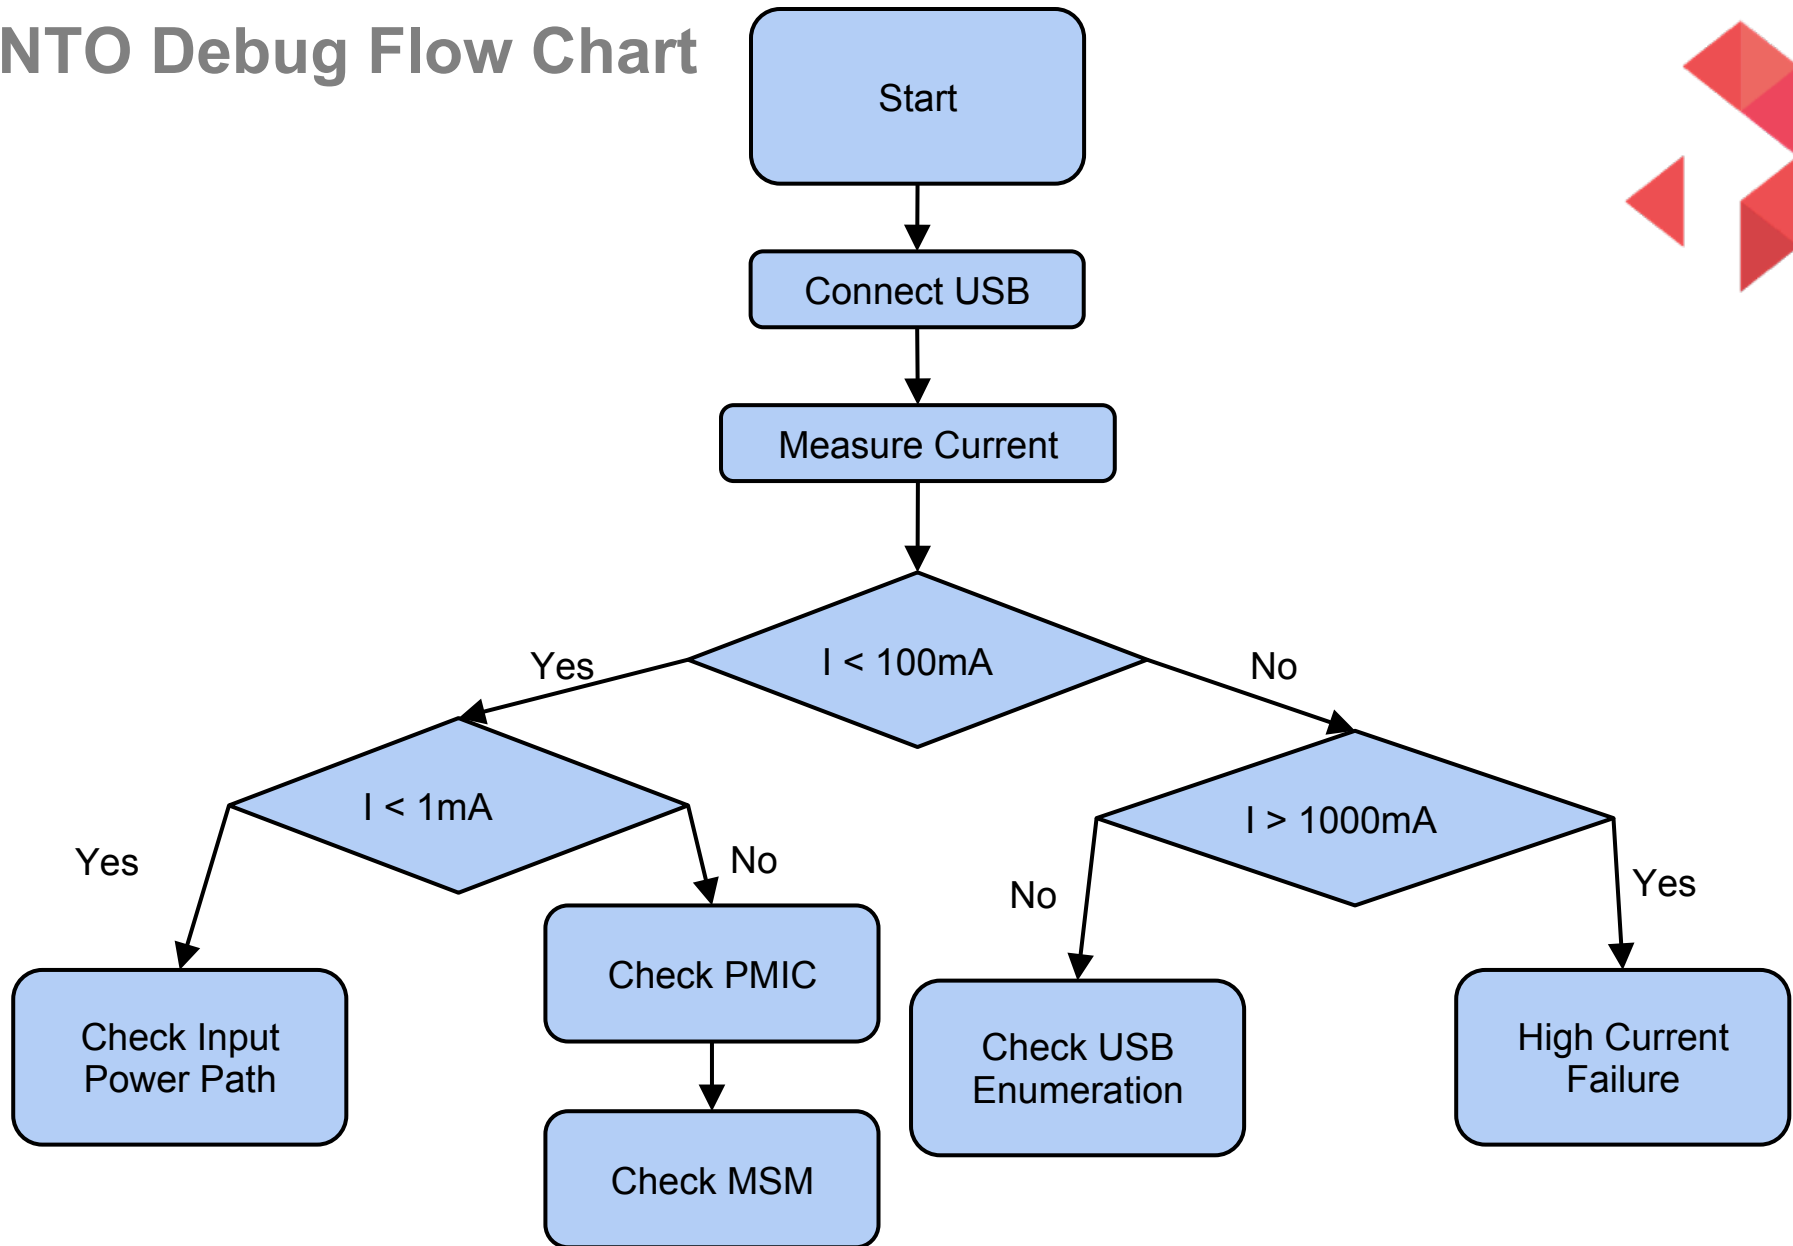 NTO Debug Flow Chart
Start
Connect USB
Measure Current
I < 100mA
Yes
No
I < 1mA
I > 1000mA
Yes
No
No
Yes
Check Input
Power Path
Check PMIC
Check USB
Enumeration
High Current
Failure
Check MSM